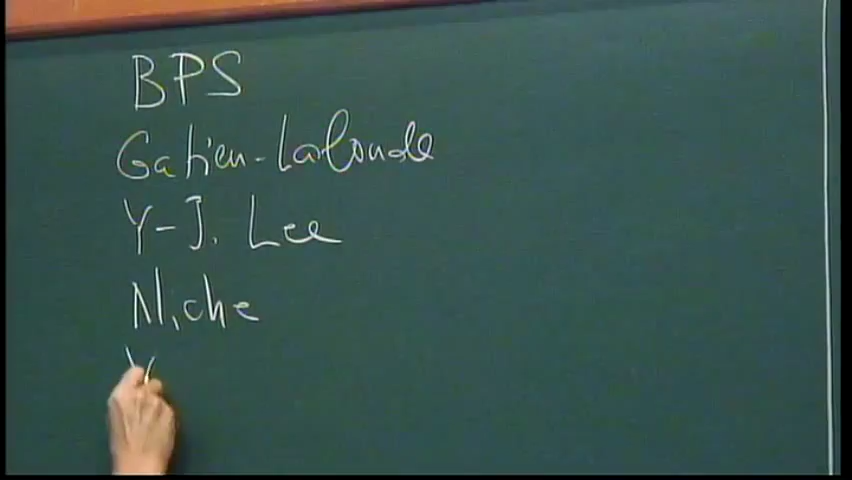 BPS
Gatien-Lalonde
Y-J. Lee
Niche
Y